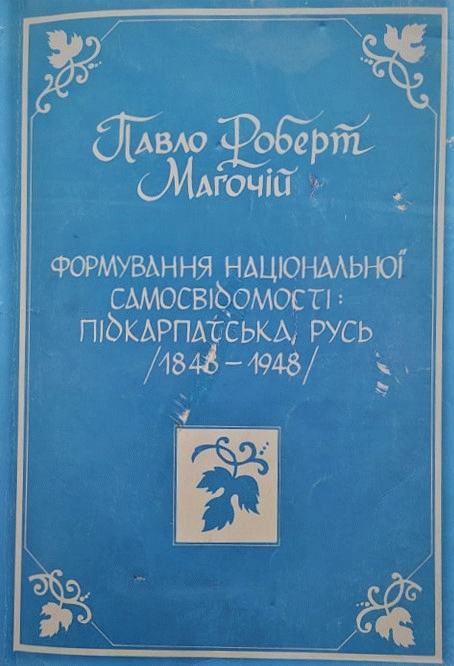 Павло Роберт
Магочій
ФОРМУВАННЯ НАЦІОНАЛЬНОЇ
САМОСВІДОМОСТІ:
ПІДКАРПАТСЬКА РУСЬ
/1848 – 1948/